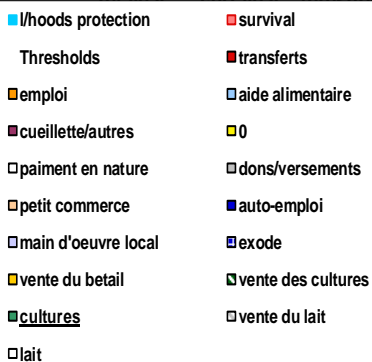 l/hoods protection survival
Thresholds transferts
emploi aide alimentaire
cueillette/autres 0
paiment en nature dons/versements
petit commerce auto-emploi
main d'oeuvre local exode
vente du betail vente des cultures
cultures vente du lait
lait